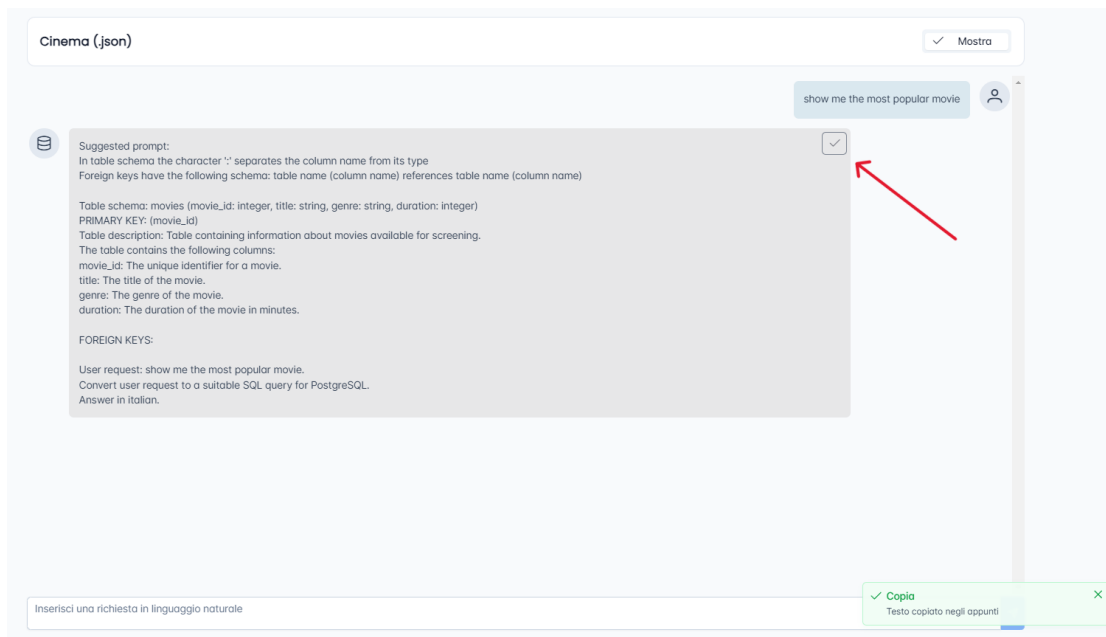 Cinema (.json)
Mostra
show me the most popular movie
Suggested prompt:
In table schema the character ':' separates the column name from its type
Foreign keys have the following schema: table name (column name) references table name (column name)
Table schema: movies (movie_id: integer, title: string, genre: string, duration: integer)
PRIMARY KEY: (movie_id)
Table description: Table containing information about movies available for screening.
The table contains the following columns:
movie_id: The unique identifier for a movie.
title: The title of the movie.
genre: The genre of the movie.
duration: The duration of the movie in minutes.
FOREIGN KEYS:
User request: show me the most popular movie.
Convert user request to a suitable SQL query for PostgreSQL.
Answer in italian.
Inserisci una richiesta in linguaggio naturale
Copia
Testo copiato negli appunti